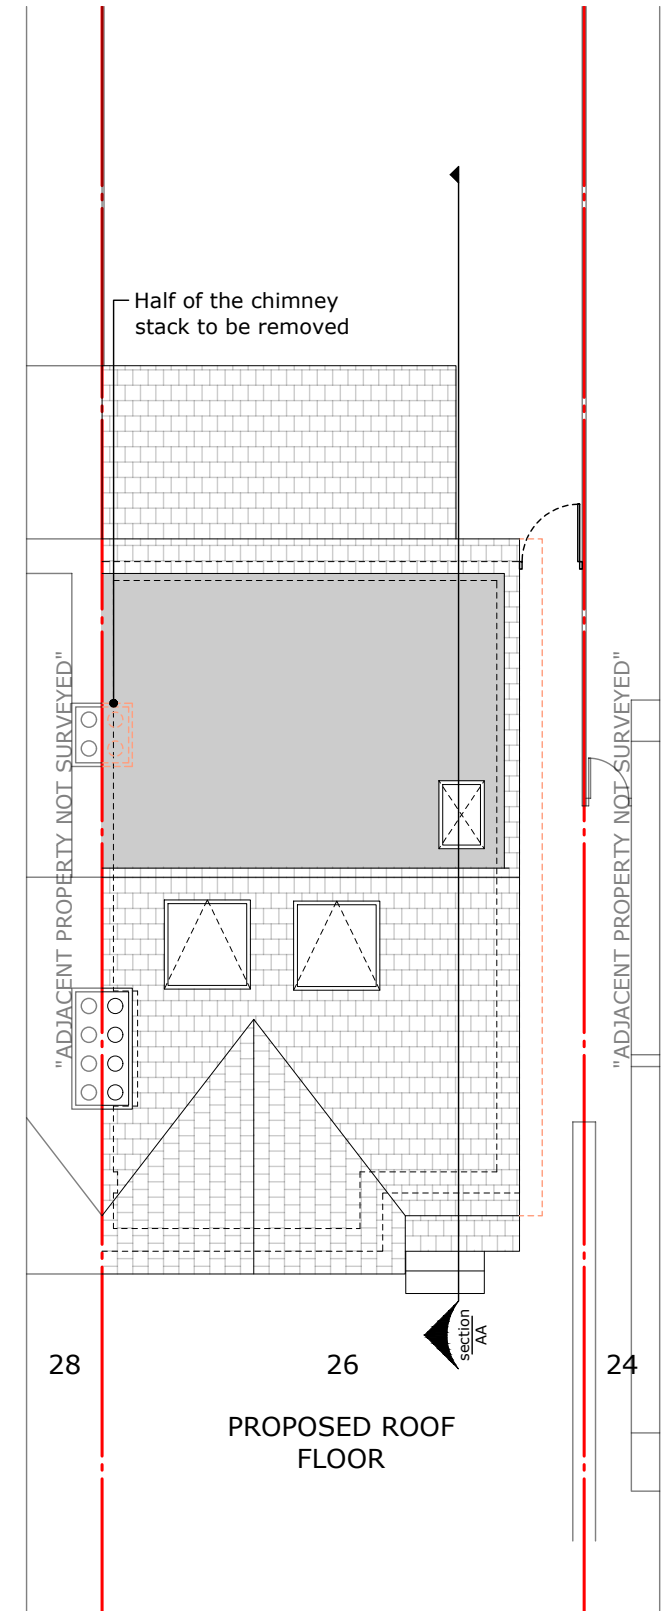 Half of the chimney
stack to be removed
"ADJACENT PROPERTY NOT SURVEYED"
"ADJACENT PROPERTY NOT SURVEYED"
section
AA
28
26
24
PROPOSED ROOF
FLOOR